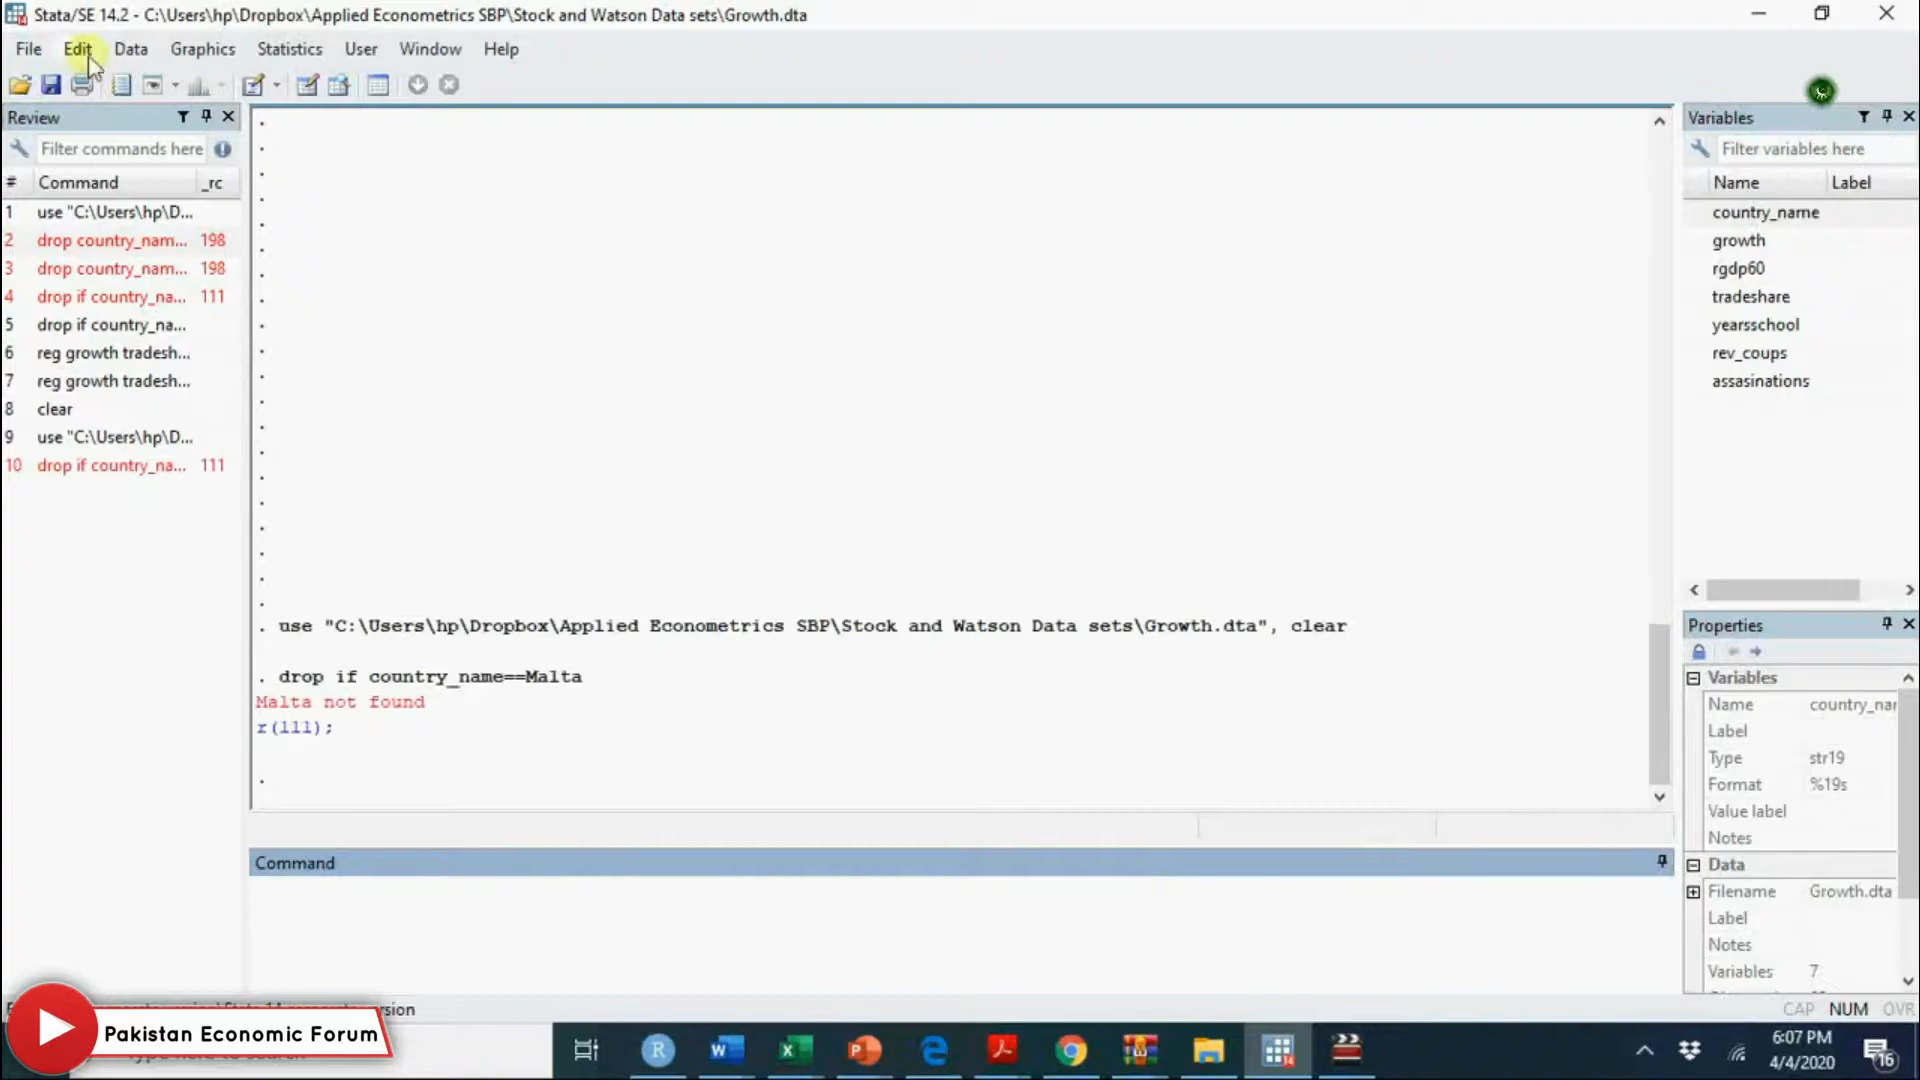 Stata/SE 14.2 - C:\Users\hp\Dropbox\Applied Econometrics SBP\Stock and Watson Data sets\Growth.dta
File Edit Data Graphics Statistics User Window Help
Review
Filter commands here
# Command _rc
1 use "C:\Users\hp\D...
2 drop country_nam... 198
3 drop country_nam... 198
4 drop if country_na... 111
5 drop if country_na...
6 reg growth tradesh...
7 reg growth tradesh...
8 clear
9 use "C:\Users\hp\D...
10 drop if country_na... 111
. use "C:\Users\hp\Dropbox\Applied Econometrics SBP\Stock and Watson Data sets\Growth.dta", clear
. drop if country_name==Malta
Malta not found
r(111);
.
Command
Variables
Filter variables here
Name Label
country_name
growth
rgdp60
tradeshare
yearsschool
rev_coups
assasinations
Properties
Variables
Name country_nar
Label
Type str19
Format %19s
Value label
Notes
Data
Filename Growth.dta
Label
Notes
Variables 7
CAP NUM OVR
Pakistan Economic Forum
6:07 PM
4/4/2020
16